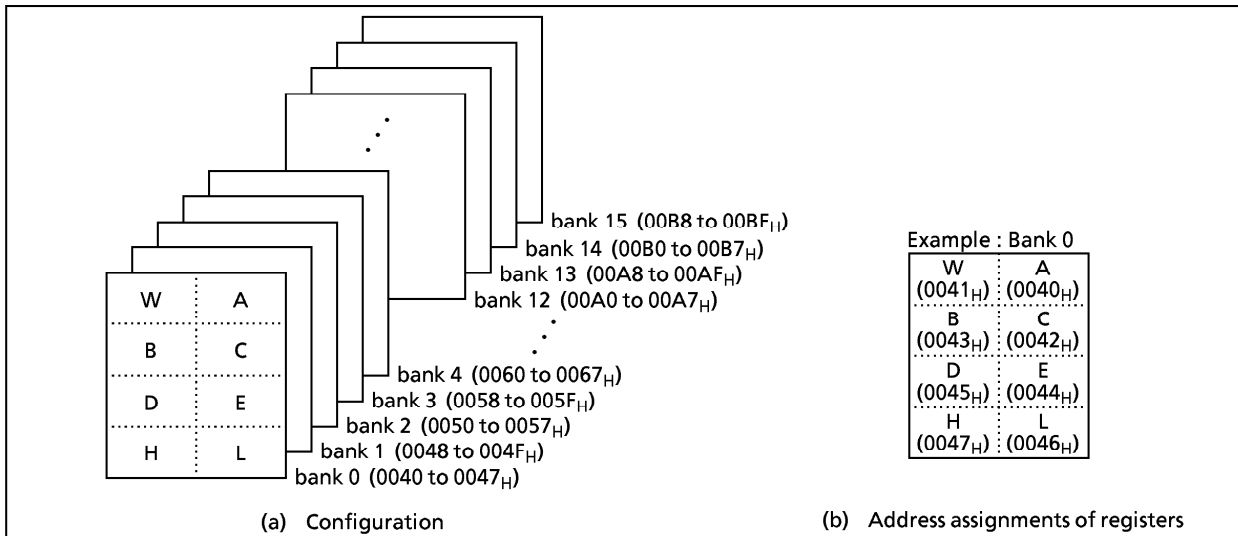 bank 15 (00B8 to 00BFH)
bank 14 (00B0 to 00B7H)
bank 13 (00A8 to 00AFH)
bank 12 (00A0 to 00A7H)
bank 4 (0060 to 0067H)
bank 3 (0058 to 005FH)
bank 2 (0050 to 0057H)
bank 1 (0048 to 004FH)
bank 0 (0040 to 0047H)
W A
B C
D E
H L
(a) Configuration
Example : Bank 0
W A
(0041H) (0040H)
B C
(0043H) (0042H)
D E
(0045H) (0044H)
H L
(0047H) (0046H)
(b) Address assignments of registers